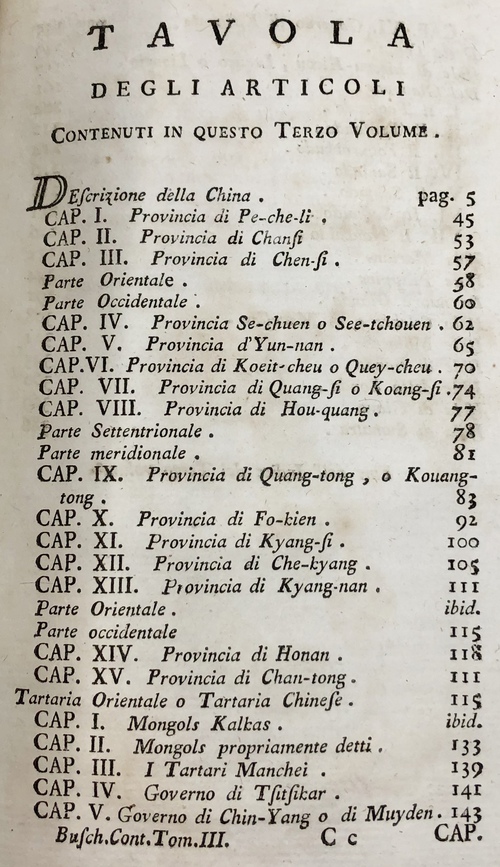 TAVOLA
DEGLI ARTICOLI
CONTENUTI IN QUESTO TERZO VOLUME .
DEſcrizione della China . pag. 5
CAP. I. Provincia di Pe-che-li . 45
CAP. II. Provincia di Chanſi 53
CAP. III. Provincia di Chen-ſi . 57
Parte Orientale . 58
Parte Occidentale . 60
CAP. IV. Provincia Se-chuen o See-tchouen . 62
CAP. V. Provincia d'Yun-nan . 65
CAP.VI. Provincia di Koeit-cheu o Quey-cheu . 70
CAP. VII. Provincia di Quang-ſi o Koang-ſi . 74
CAP. VIII. Provincia di Hou-quang . 77
Parte Settentrionale . 78
Parte meridionale . 81
CAP. IX. Provincia di Quang-tong , o Kouang-
tong . 83
CAP. X. Provincia di Fo-kien . 92
CAP. XI. Provincia di Kyang-ſi . 100
CAP. XII. Provincia di Che-kyang . 105
CAP. XIII. Provincia di Kyang-nan . 111
Parte Orientale . ibid.
Parte occidentale 115
CAP. XIV. Provincia di Honan . 118
CAP. XV. Provincia di Chan-tong . 111
Tartaria Orientale o Tartaria Chineſe . 115
CAP. I. Mongols Kalkas . ibid.
CAP. II. Mongols propriamente detti . 133
CAP. III. I Tartari Manchei . 139
CAP. IV. Governo di Tſitſikar . 141
CAP. V. Governo di Chin-Yang o di Muyden . 143
Buſch.Cont.Tom.III. C c CAP.